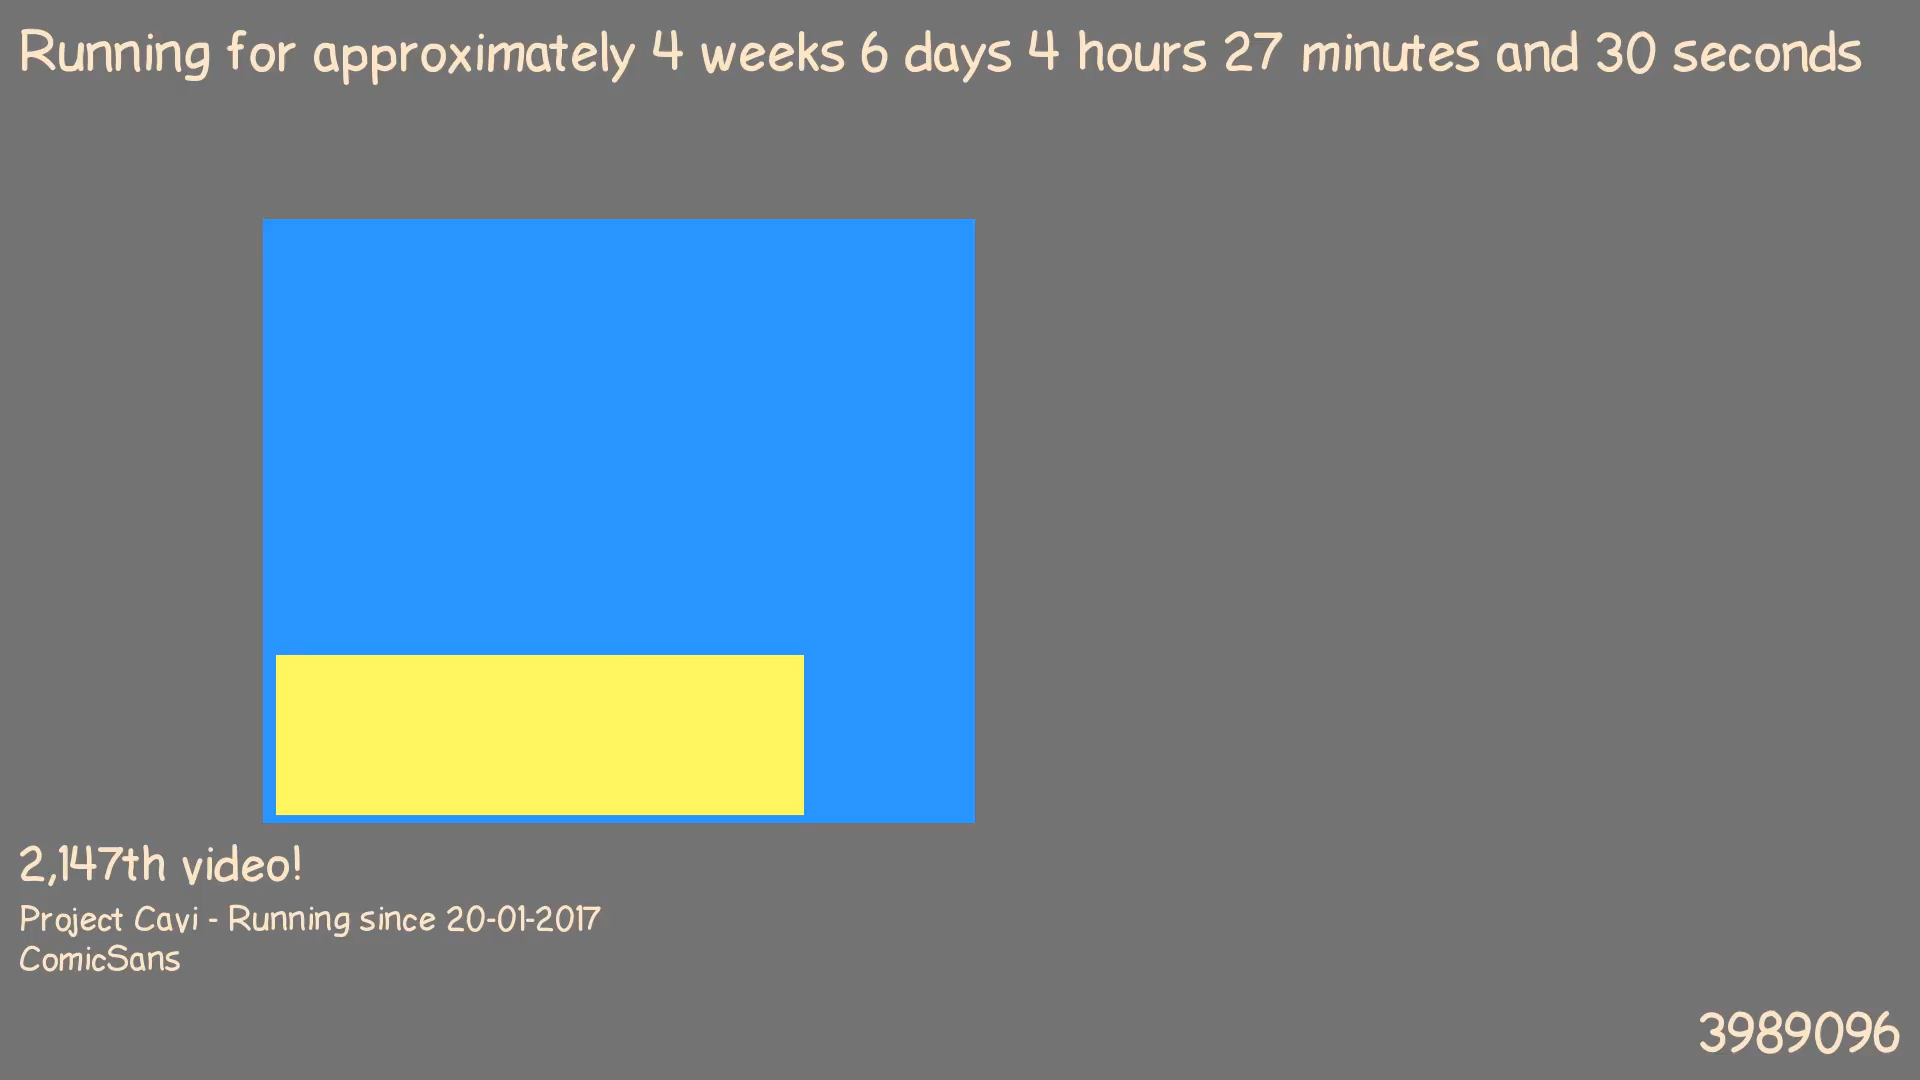 Running for approximately 4 weeks 6 days 4 hours 27 minutes and 30 seconds
2,147th video!
Project Cavi - Running since 20-01-2017
ComicSans
3989096